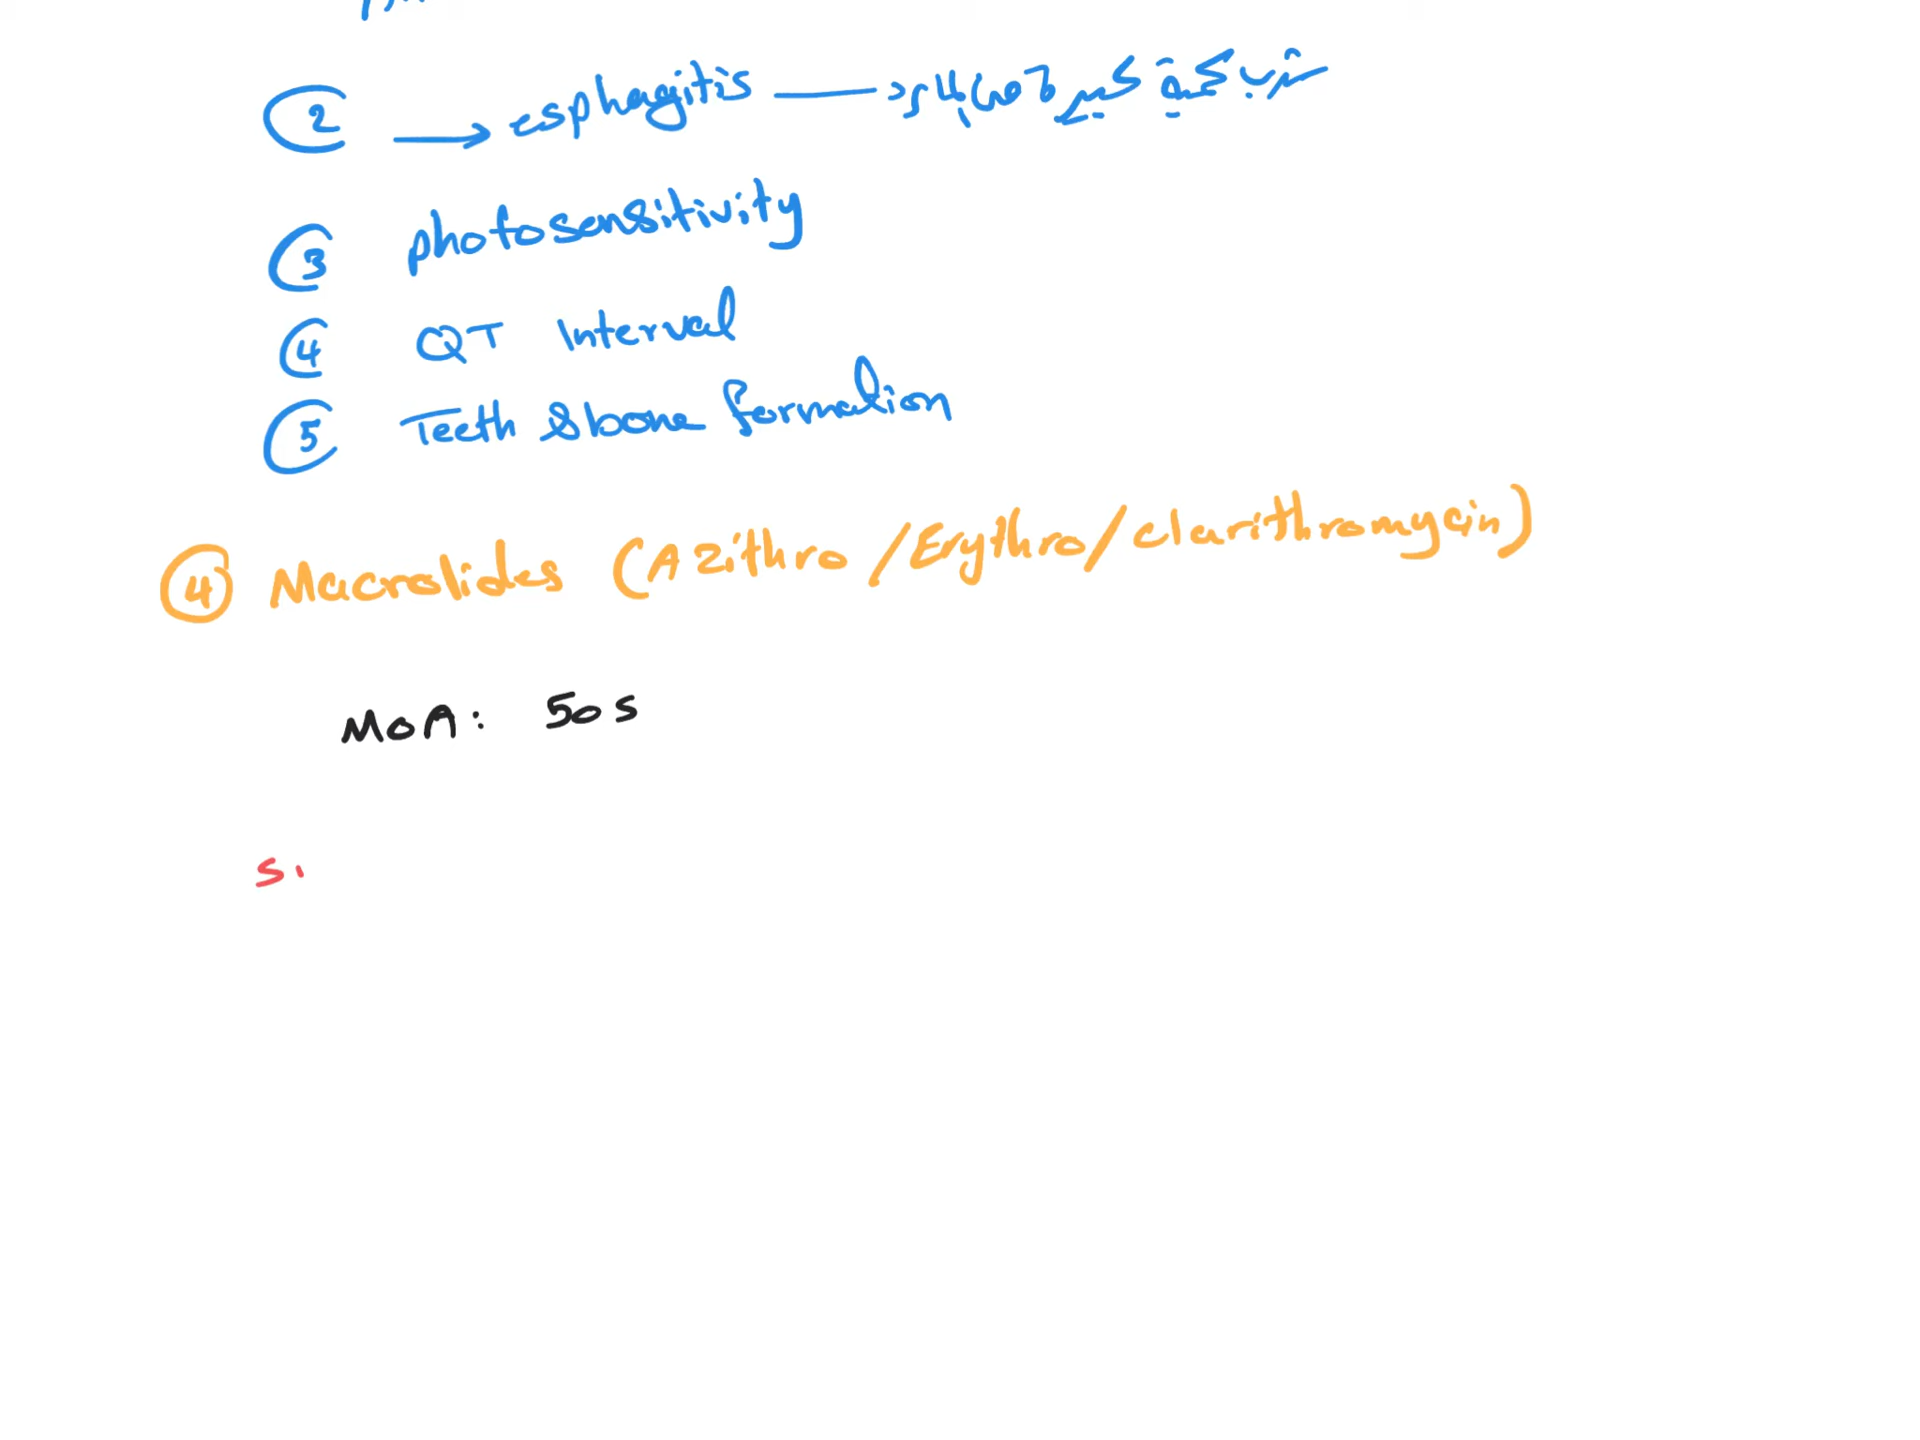 ② → esphagitis — شرب كمية كبيرة من الماء
③ photosensitivity
④ QT Interval
⑤ Teeth & bone formation
④ Macrolides (Azithro / Erythro / clarithromycin)
MOA: 50s
S